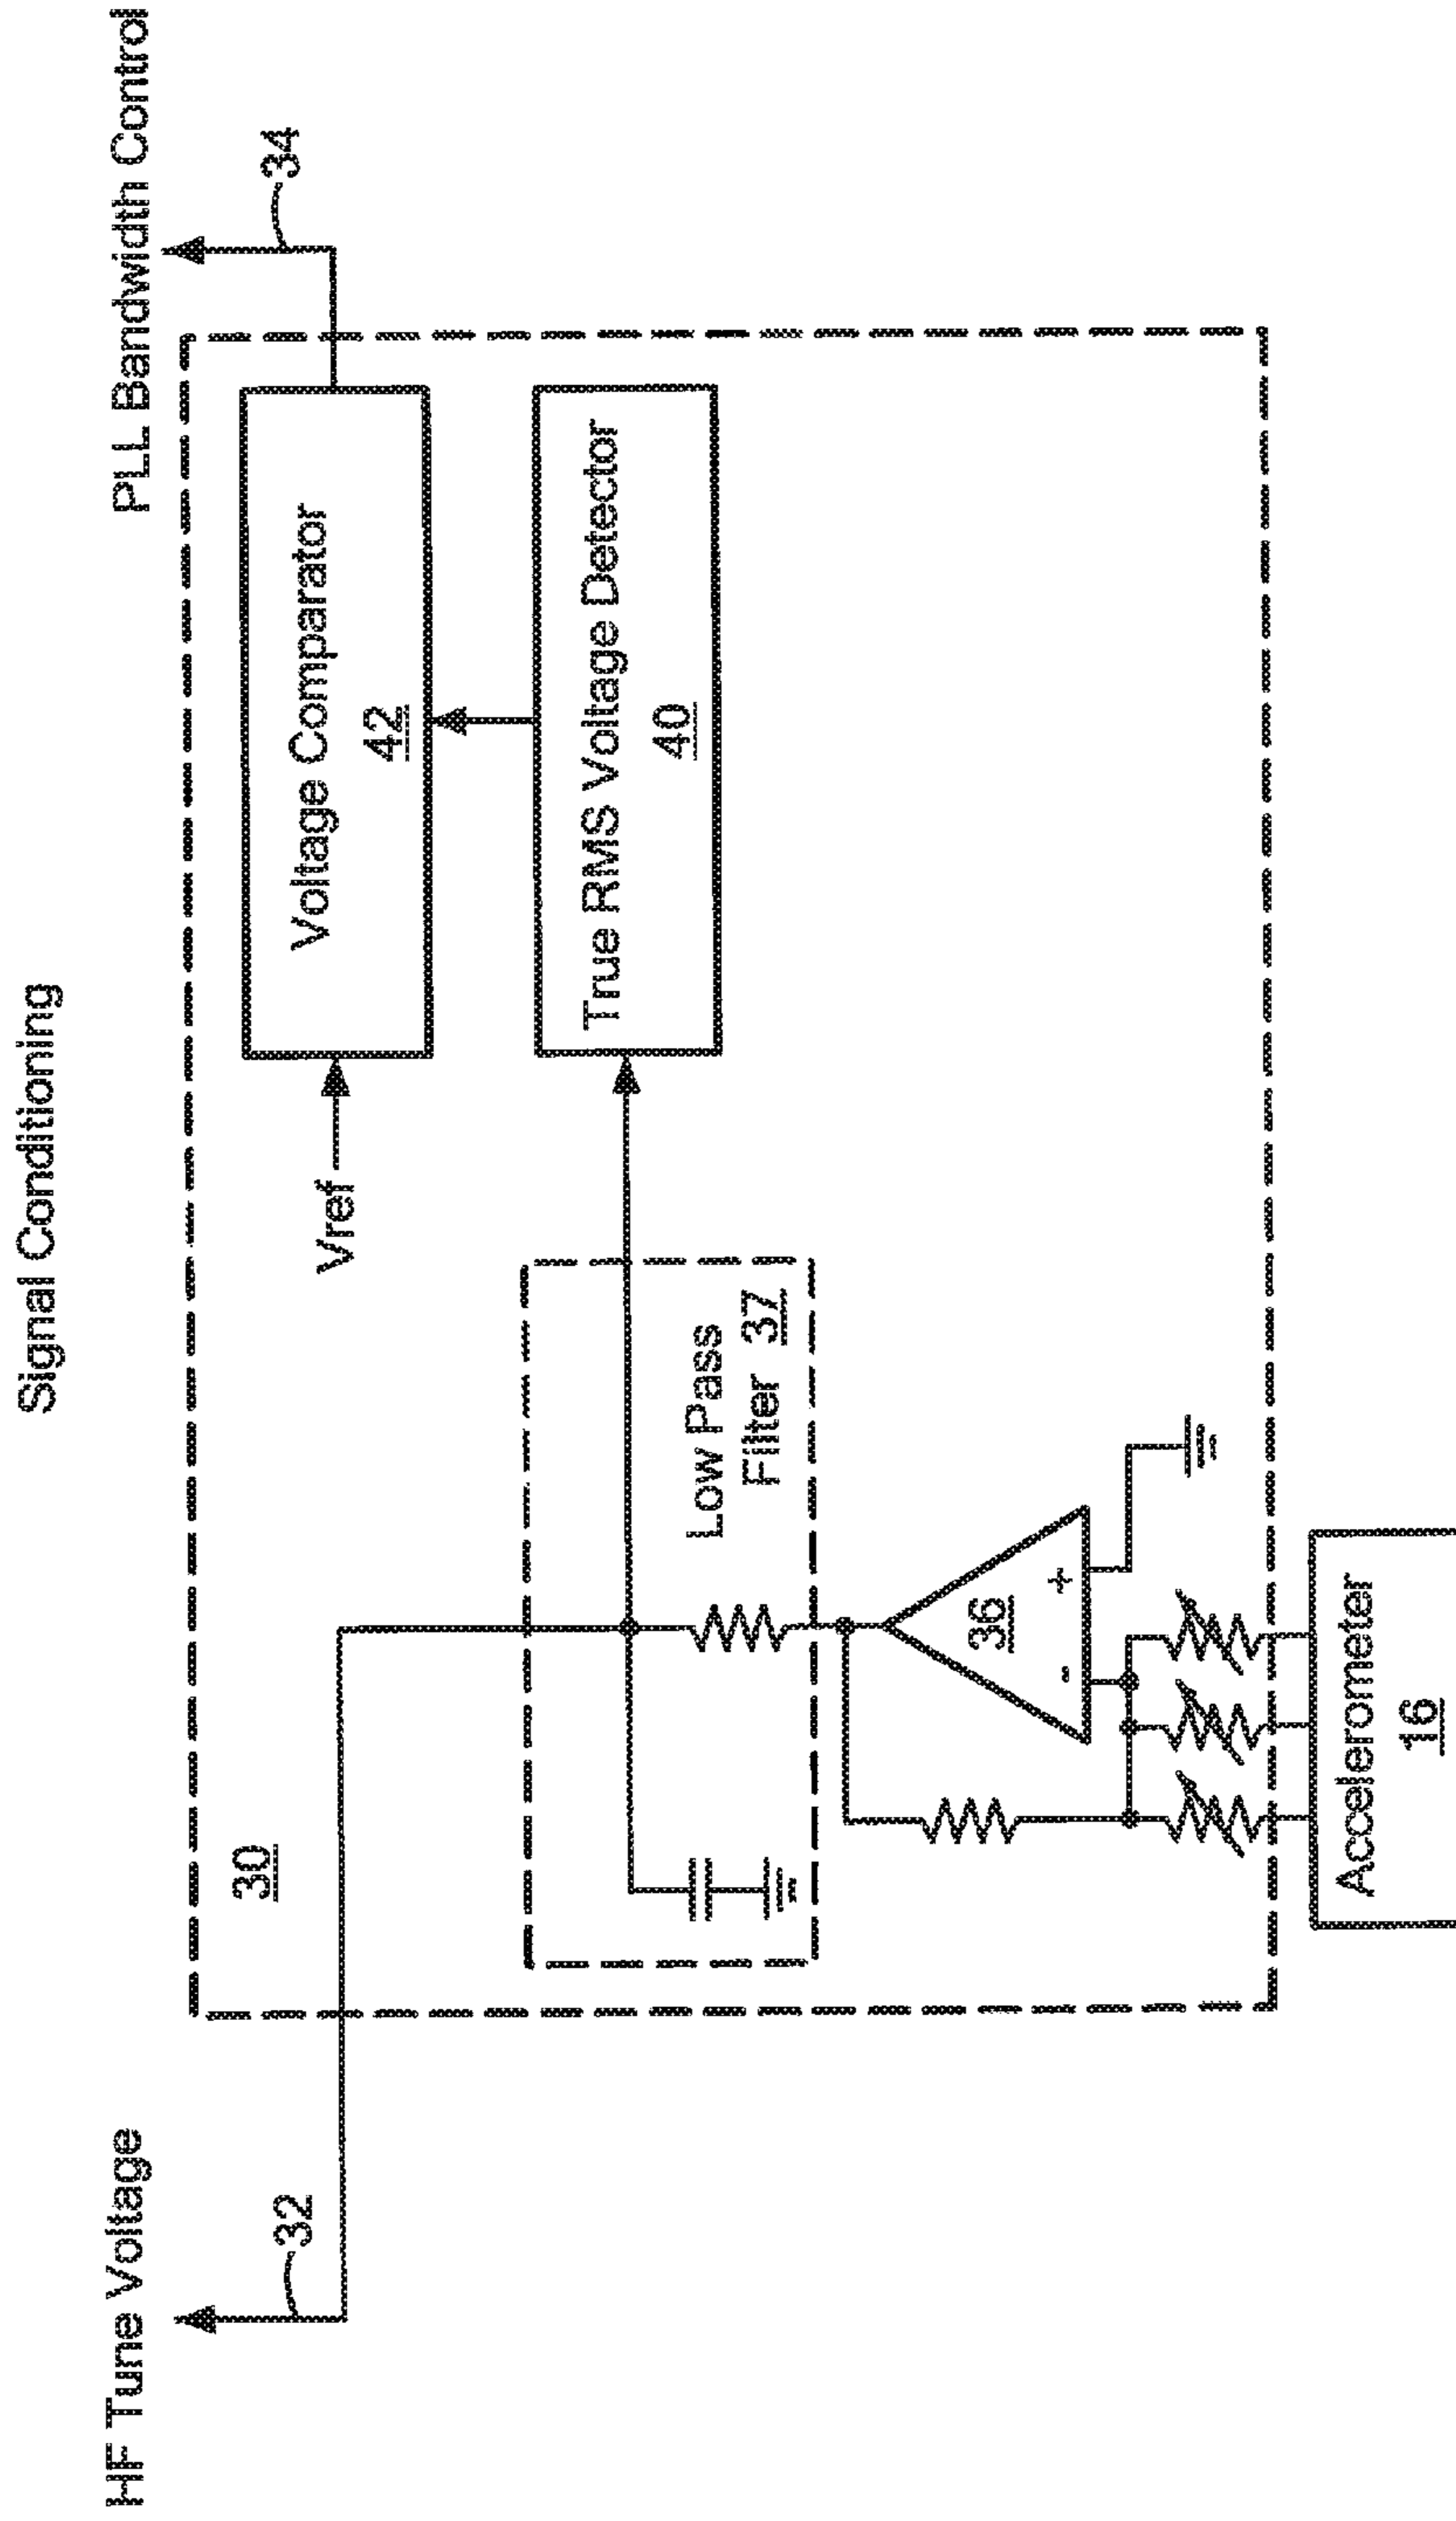 Signal Conditioning
HF Tune Voltage
PLL Bandwidth Control
32
34
30
Vref
Voltage Comparator
42
True RMS Voltage Detector
40
Low Pass
Filter 37
36
- +
Accelerometer
16